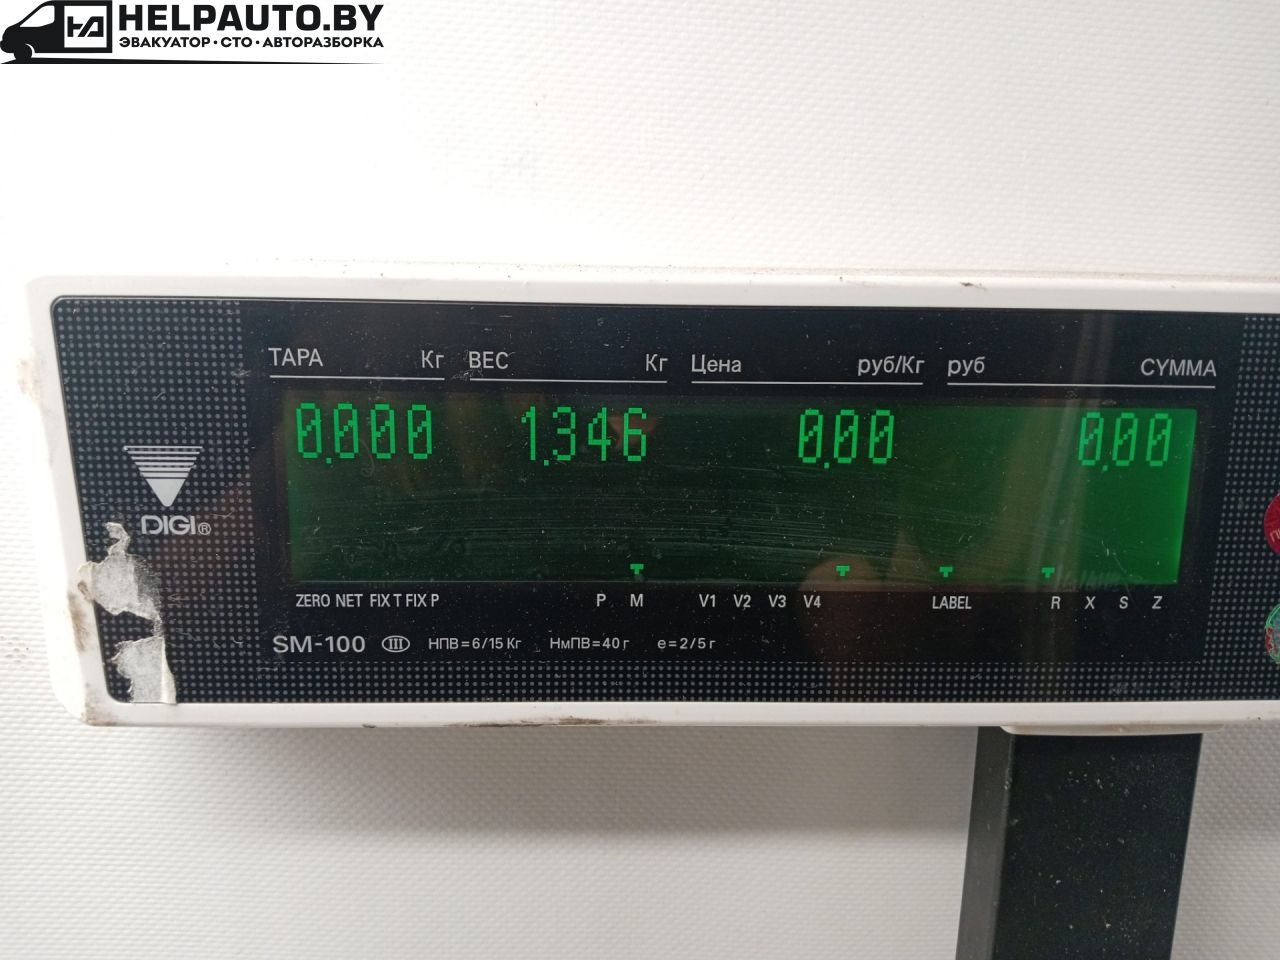 HELPAUTO.BY
ЭВАКУАТОР · СТО · АВТОРАЗБОРКА
ТАРА Кг ВЕС Кг Цена руб/Кг руб СУММА
0.000 1.346 0.00 0.00
DIGI®
ZERO NET FIX T FIX P P M V1 V2 V3 V4 LABEL R X S Z
SM-100 III НПВ=6/15 Кг НмПВ=40 г е=2/5 г